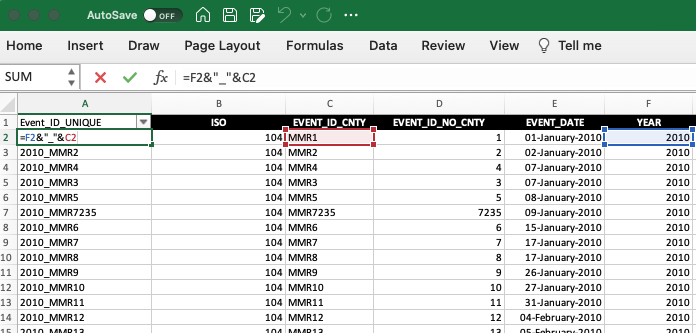 AutoSave OFF
Home Insert Draw Page Layout Formulas Data Review View Tell me
SUM fx =F2&"_"&C2
A B C D E F
1 Event_ID_UNIQUE ISO EVENT_ID_CNTY EVENT_ID_NO_CNTY EVENT_DATE YEAR
2 =F2&"_"&C2 104 MMR1 1 01-January-2010 2010
3 2010_MMR2 104 MMR2 2 02-January-2010 2010
4 2010_MMR4 104 MMR4 4 07-January-2010 2010
5 2010_MMR3 104 MMR3 3 07-January-2010 2010
6 2010_MMR5 104 MMR5 5 08-January-2010 2010
7 2010_MMR7235 104 MMR7235 7235 09-January-2010 2010
8 2010_MMR6 104 MMR6 6 15-January-2010 2010
9 2010_MMR7 104 MMR7 7 17-January-2010 2010
10 2010_MMR8 104 MMR8 8 17-January-2010 2010
11 2010_MMR9 104 MMR9 9 26-January-2010 2010
12 2010_MMR10 104 MMR10 10 27-January-2010 2010
13 2010_MMR11 104 MMR11 11 31-January-2010 2010
14 2010_MMR12 104 MMR12 12 04-February-2010 2010
15 2010_MMR13 104 MMR13 13 05-February-2010 2010